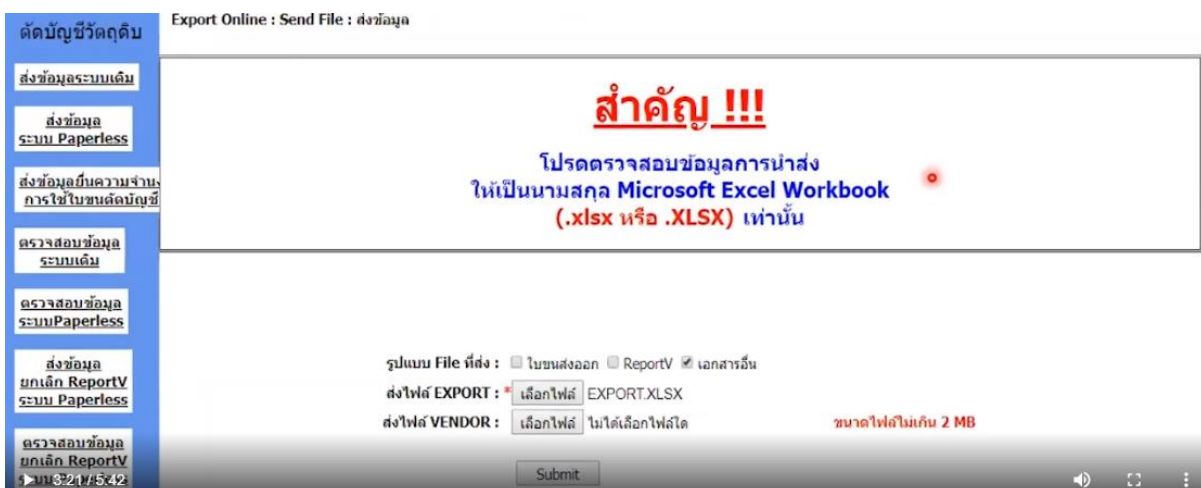 Export Online : Send File : ส่งข้อมูล
ตัดบัญชีวัตถุดิบ
ส่งข้อมูลระบบเดิม
ส่งข้อมูล
ระบบ Paperless
ส่งข้อมูลยืนความจำนง
การใช้ใบขนตัดบัญชี
ตรวจสอบข้อมูล
ระบบเดิม
ตรวจสอบข้อมูล
ระบบPaperless
ส่งข้อมูล
ยกเลิก ReportV
ระบบ Paperless
ตรวจสอบข้อมูล
ยกเลิก ReportV
สำคัญ !!!
โปรดตรวจสอบข้อมูลการนำส่ง
ให้เป็นนามสกุล Microsoft Excel Workbook
(.xlsx หรือ .XLSX) เท่านั้น
รูปแบบ File ที่ส่ง : ใบขนส่งออก ReportV เอกสารอื่น
ส่งไฟล์ EXPORT : * เลือกไฟล์ EXPORT.XLSX
ส่งไฟล์ VENDOR : เลือกไฟล์ ไม่ได้เลือกไฟล์ใด ขนาดไฟล์ไม่เกิน 2 MB
Submit
3:21 / 5:42